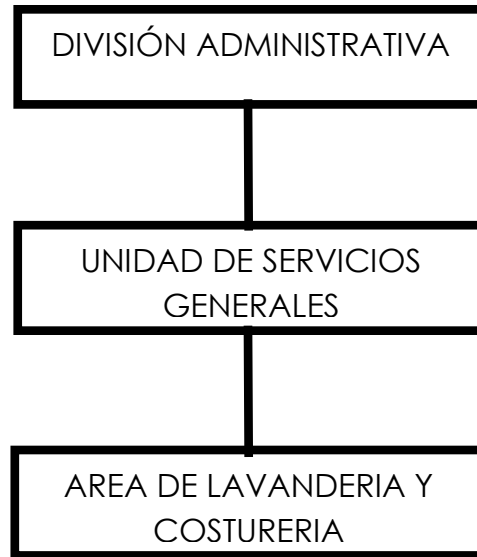 DIVISIÓN ADMINISTRATIVA
UNIDAD DE SERVICIOS
GENERALES
AREA DE LAVANDERIA Y
COSTURERIA